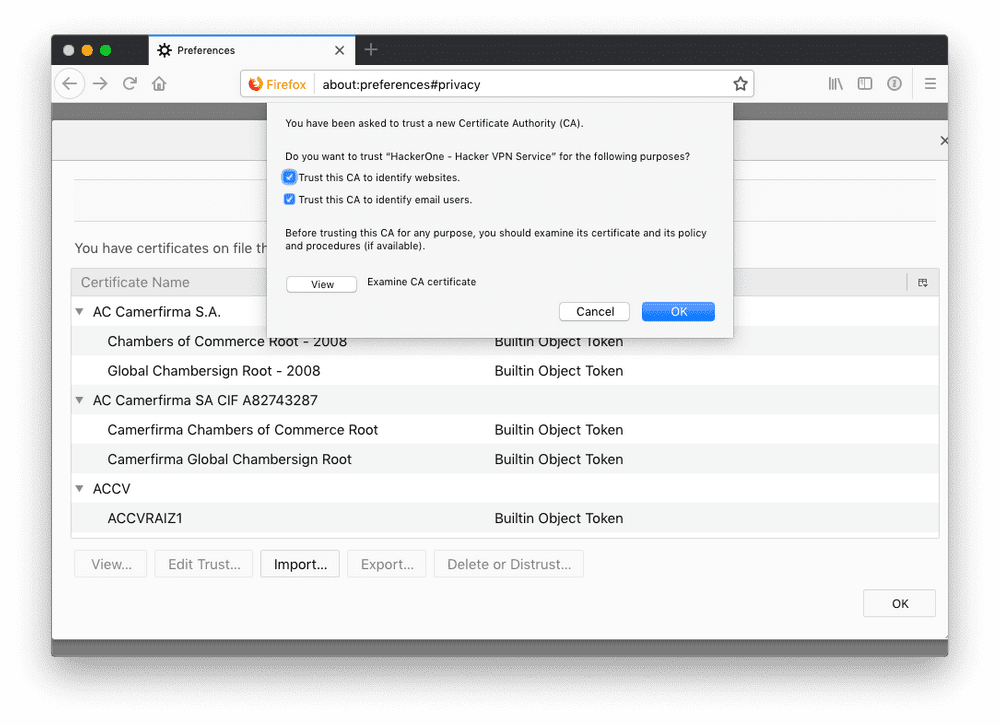 Preferences
Firefox about:preferences#privacy
You have been asked to trust a new Certificate Authority (CA).
Do you want to trust “HackerOne - Hacker VPN Service” for the following purposes?
Trust this CA to identify websites.
Trust this CA to identify email users.
Before trusting this CA for any purpose, you should examine its certificate and its policy
and procedures (if available).
View Examine CA certificate
Cancel OK
You have certificates on file th
Certificate Name
AC Camerfirma S.A.
Chambers of Commerce Root - 2008 Builtin Object Token
Global Chambersign Root - 2008 Builtin Object Token
AC Camerfirma SA CIF A82743287
Camerfirma Chambers of Commerce Root Builtin Object Token
Camerfirma Global Chambersign Root Builtin Object Token
ACCV
ACCVRAIZ1 Builtin Object Token
View... Edit Trust... Import... Export... Delete or Distrust...
OK